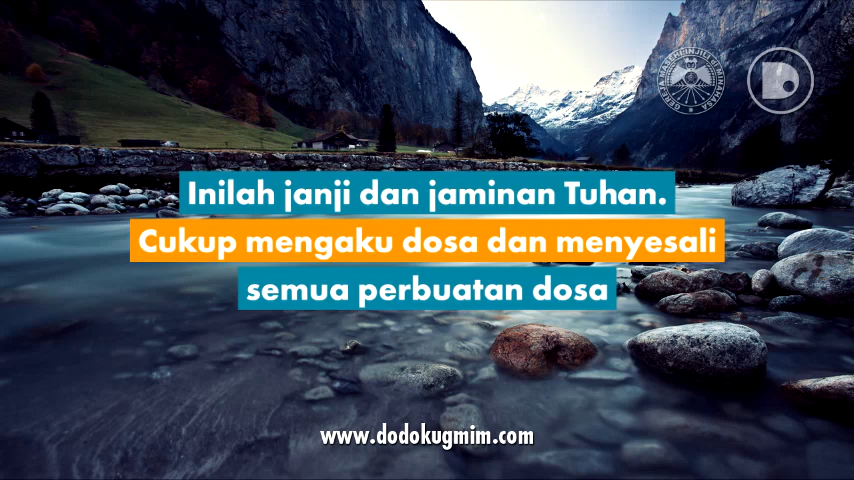 Inilah janji dan jaminan Tuhan.
Cukup mengaku dosa dan menyesali
semua perbuatan dosa
www.dodokugmim.com